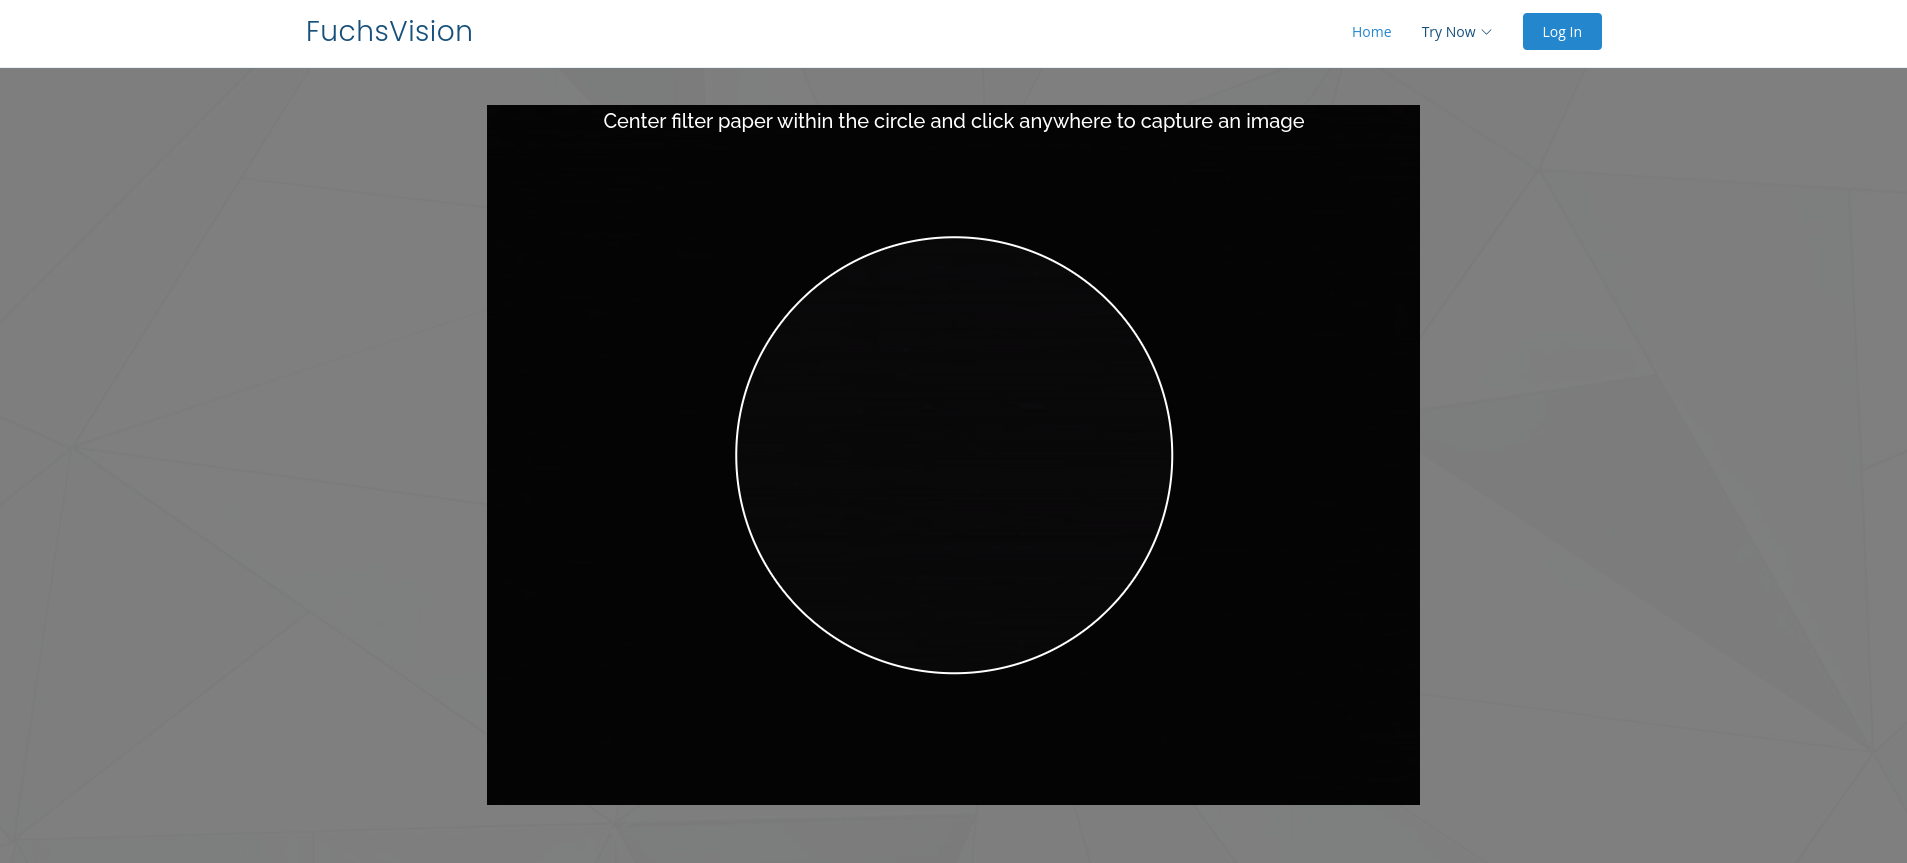 FuchsVision
Home
Try Now
Log In
Center filter paper within the circle and click anywhere to capture an image